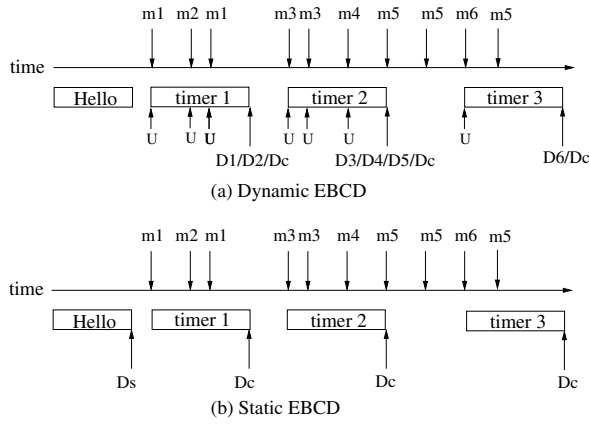 m1 m2 m1 m3 m3 m4 m5 m5 m6 m5
time
Hello timer 1 timer 2 timer 3
U U U U U U U
D1/D2/Dc D3/D4/D5/Dc D6/Dc
(a) Dynamic EBCD
m1 m2 m1 m3 m3 m4 m5 m5 m6 m5
time
Hello timer 1 timer 2 timer 3
Ds Dc Dc Dc
(b) Static EBCD